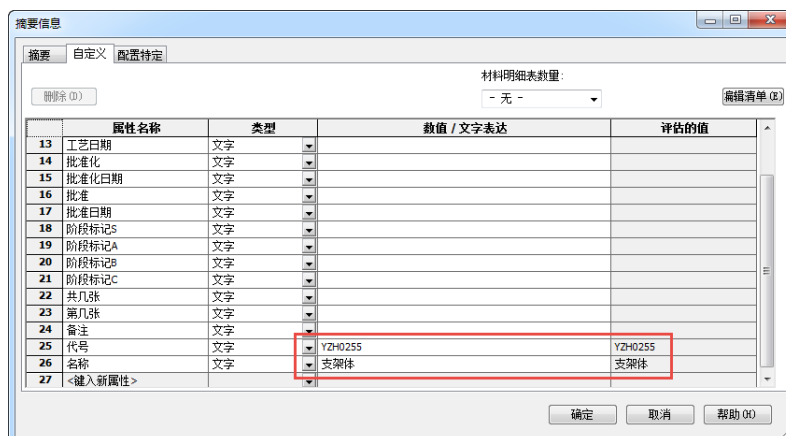 摘要信息
摘要 自定义 配置特定
材料明细表数量:
删除(D) - 无 - 编辑清单(E)
属性名称 类型 数值 / 文字表达 评估的值
13 工艺日期 文字
14 批准化 文字
15 批准化日期 文字
16 批准 文字
17 批准日期 文字
18 阶段标记S 文字
19 阶段标记A 文字
20 阶段标记B 文字
21 阶段标记C 文字
22 共几张 文字
23 第几张 文字
24 备注 文字
25 代号 文字 YZH0255 YZH0255
26 名称 文字 支架体 支架体
27 <键入新属性>
确定 取消 帮助(H)